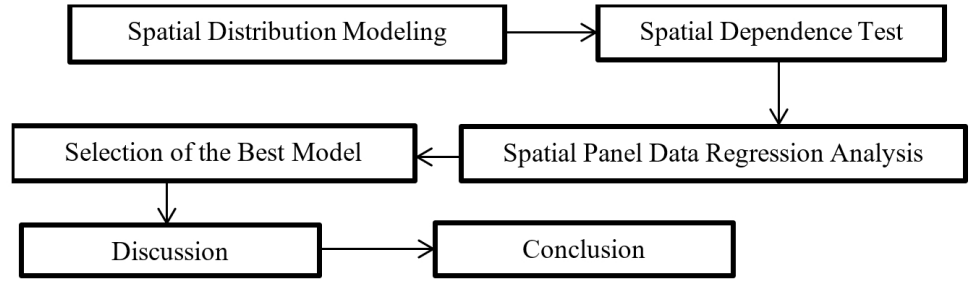 Spatial Distribution Modeling
Spatial Dependence Test
Spatial Panel Data Regression Analysis
Selection of the Best Model
Discussion
Conclusion